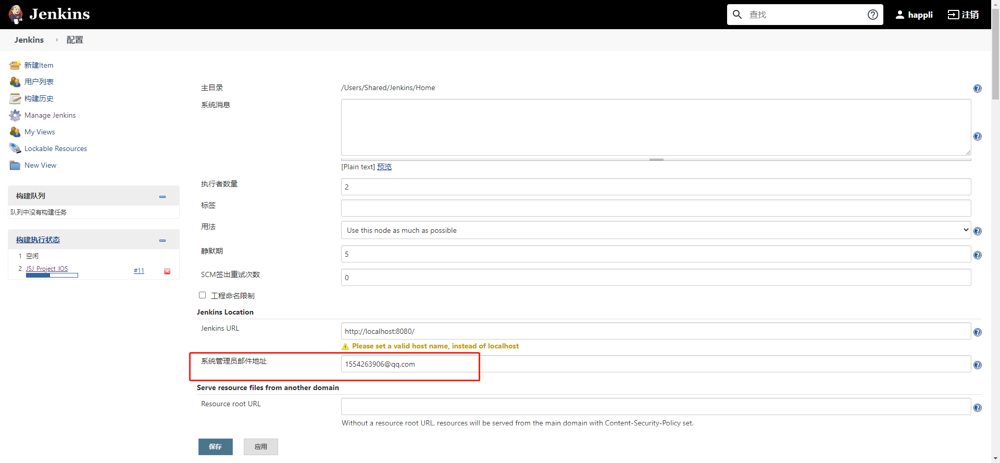 Jenkins
查找
happli
注销
Jenkins
配置
新建Item
用户列表
构建历史
Manage Jenkins
My Views
Lockable Resources
New View
构建队列
队列中没有构建任务
构建执行状态
1 空闲
2 JSJ_Project_IOS #11
主目录 /Users/Shared/Jenkins/Home
系统消息
[Plain text] 预览
执行者数量 2
标签
用法 Use this node as much as possible
静默期 5
SCM签出重试次数 0
工程命名限制
Jenkins Location
Jenkins URL http://localhost:8080/
Please set a valid host name, instead of localhost
系统管理员邮件地址 1554263906@qq.com
Serve resource files from another domain
Resource root URL
Without a resource root URL, resources will be served from the main domain with Content-Security-Policy set.
保存 应用